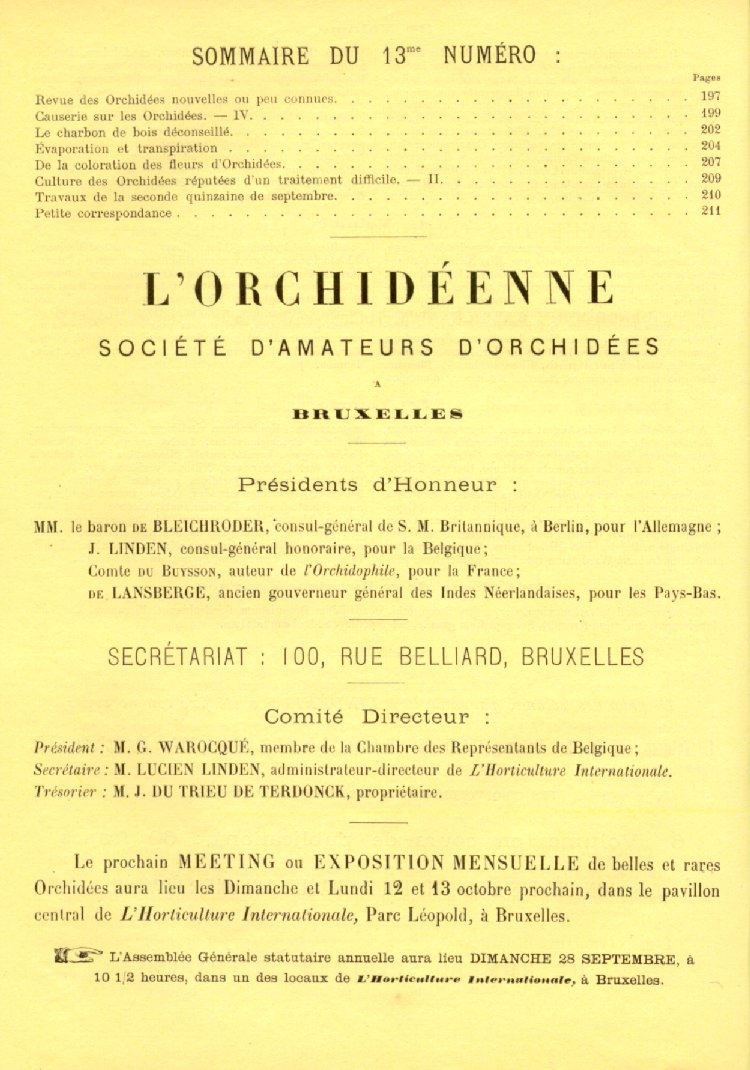 SOMMAIRE DU 13me NUMÉRO :
Pages
Revue des Orchidées nouvelles ou peu connues. . . . . . . . . . . . . . . . . . . . . 197
Causerie sur les Orchidées. — IV. . . . . . . . . . . . . . . . . . . . . . . . . . 199
Le charbon de bois déconseillé. . . . . . . . . . . . . . . . . . . . . . . . . . . 202
Évaporation et transpiration . . . . . . . . . . . . . . . . . . . . . . . . . . . 204
De la coloration des fleurs d'Orchidées. . . . . . . . . . . . . . . . . . . . . . . . 207
Culture des Orchidées réputées d'un traitement difficile. — II. . . . . . . . . . . . . . . 209
Travaux de la seconde quinzaine de septembre. . . . . . . . . . . . . . . . . . . . . 210
Petite correspondance . . . . . . . . . . . . . . . . . . . . . . . . . . . . . . 211
L'ORCHIDÉENNE
SOCIÉTÉ D'AMATEURS D'ORCHIDÉES
A
BRUXELLES
Présidents d'Honneur :
MM. le baron DE BLEICHRODER, consul-général de S. M. Britannique, à Berlin, pour l'Allemagne ;
J. LINDEN, consul-général honoraire, pour la Belgique ;
Comte DU BUYSSON, auteur de l'Orchidophile, pour la France ;
DE LANSBERGE, ancien gouverneur général des Indes Néerlandaises, pour les Pays-Bas.
SECRÉTARIAT : 100, RUE BELLIARD, BRUXELLES
Comité Directeur :
Président : M. G. WAROCQUÉ, membre de la Chambre des Représentants de Belgique ;
Secrétaire : M. LUCIEN LINDEN, administrateur-directeur de L'Horticulture Internationale.
Trésorier : M. J. DU TRIEU DE TERDONCK, propriétaire.
Le prochain MEETING ou EXPOSITION MENSUELLE de belles et rares
Orchidées aura lieu les Dimanche et Lundi 12 et 13 octobre prochain, dans le pavillon
central de L'Horticulture Internationale, Parc Léopold, à Bruxelles.
L'Assemblée Générale statutaire annuelle aura lieu DIMANCHE 28 SEPTEMBRE, à
10 1/2 heures, dans un des locaux de L'Horticulture Internationale, à Bruxelles.